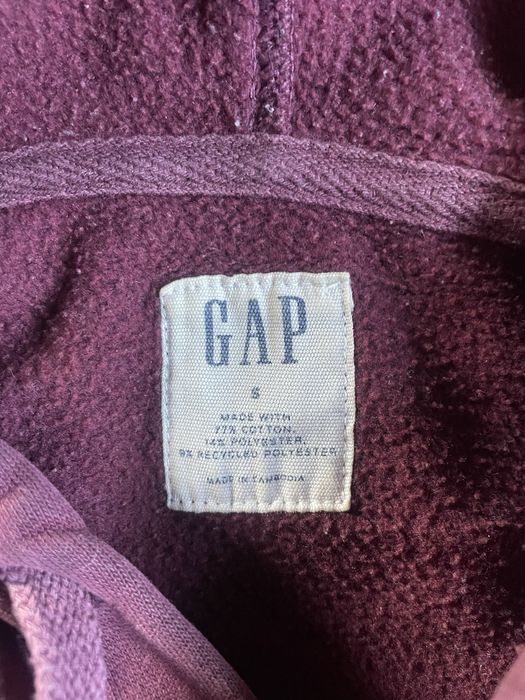 GAP
S
MADE WITH
77% COTTON,
14% POLYESTER,
9% RECYCLED POLYESTER
MADE IN CAMBODIA